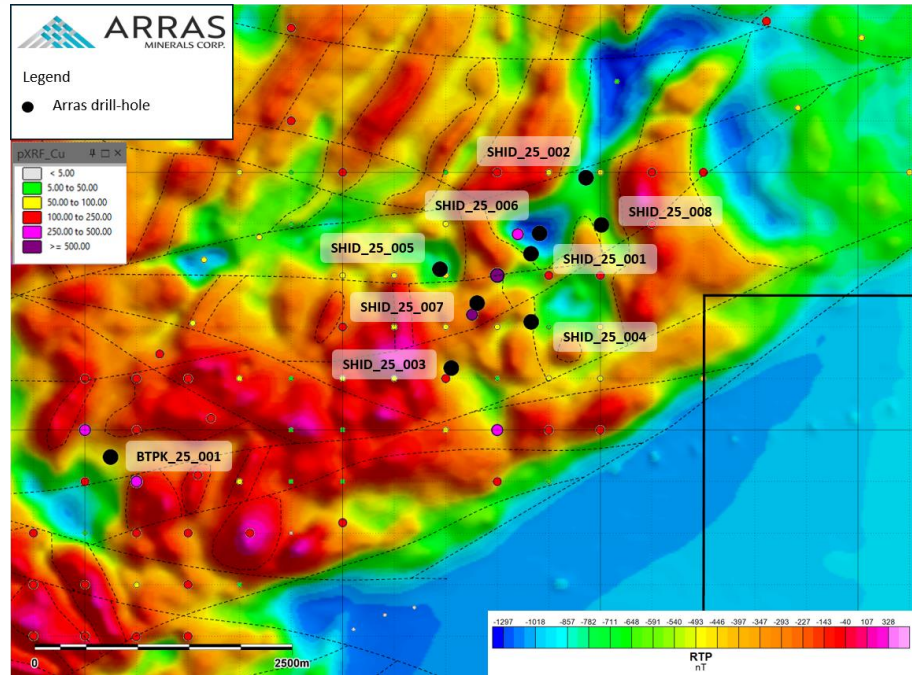 ARRAS
MINERALS CORP.
Legend
Arras drill-hole
pXRF_Cu
< 5.00
5.00 to 50.00
50.00 to 100.00
100.00 to 250.00
250.00 to 500.00
>= 500.00
SHID_25_002
SHID_25_006
SHID_25_008
SHID_25_005
SHID_25_001
SHID_25_007
SHID_25_004
SHID_25_003
BTPK_25_001
0 2500m
-1297 -1018 -857 -782 -711 -648 -591 -540 -493 -446 -397 -347 -293 -227 -143 -40 107 328
RTP
nT